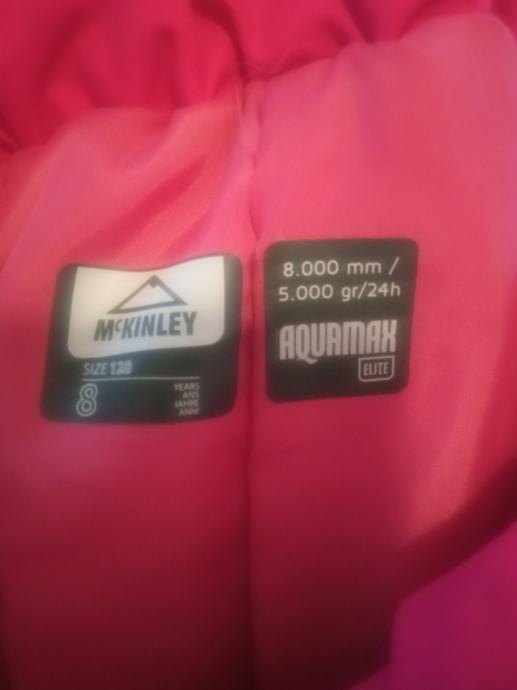 McKINLEY
SIZE 128
8
YEARS
ANS
JAHRE
ANNI
8.000 mm /
5.000 gr/24h
AQUAMAX
ELITE